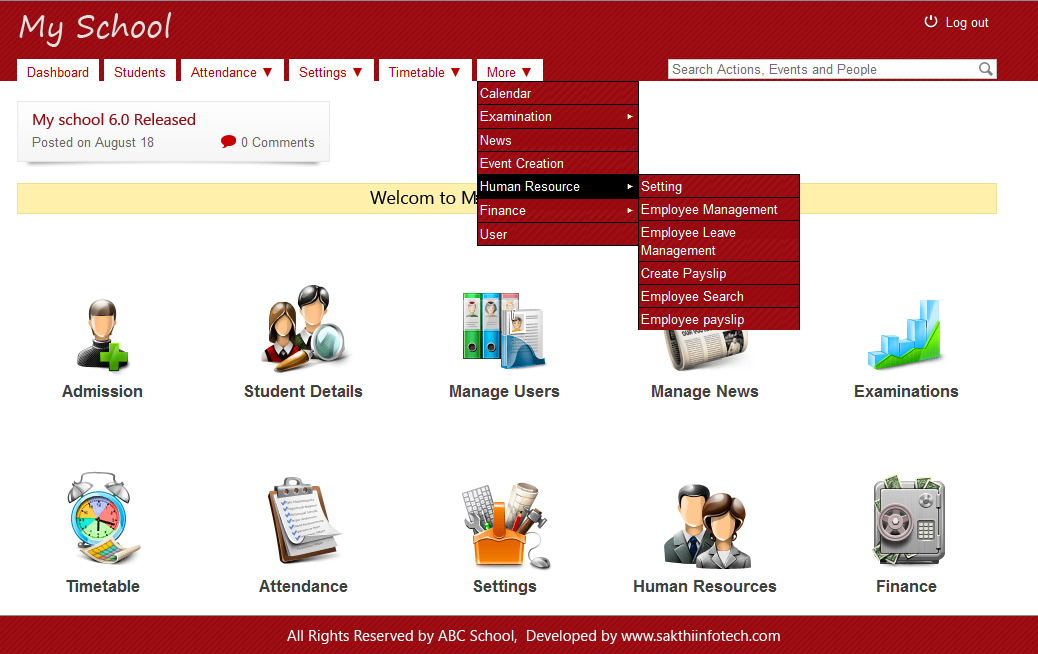 My School
Log out
Dashboard
Students
Attendance ▼
Settings ▼
Timetable ▼
More ▼
Search Actions, Events and People
Calendar
Examination
News
Event Creation
Human Resource
Finance
User
Setting
Employee Management
Employee Leave
Management
Create Payslip
Employee Search
Employee payslip
My school 6.0 Released
Posted on August 18
0 Comments
Welcom to
Admission
Student Details
Manage Users
Manage News
Examinations
Timetable
Attendance
Settings
Human Resources
Finance
All Rights Reserved by ABC School, Developed by www.sakthiinfotech.com